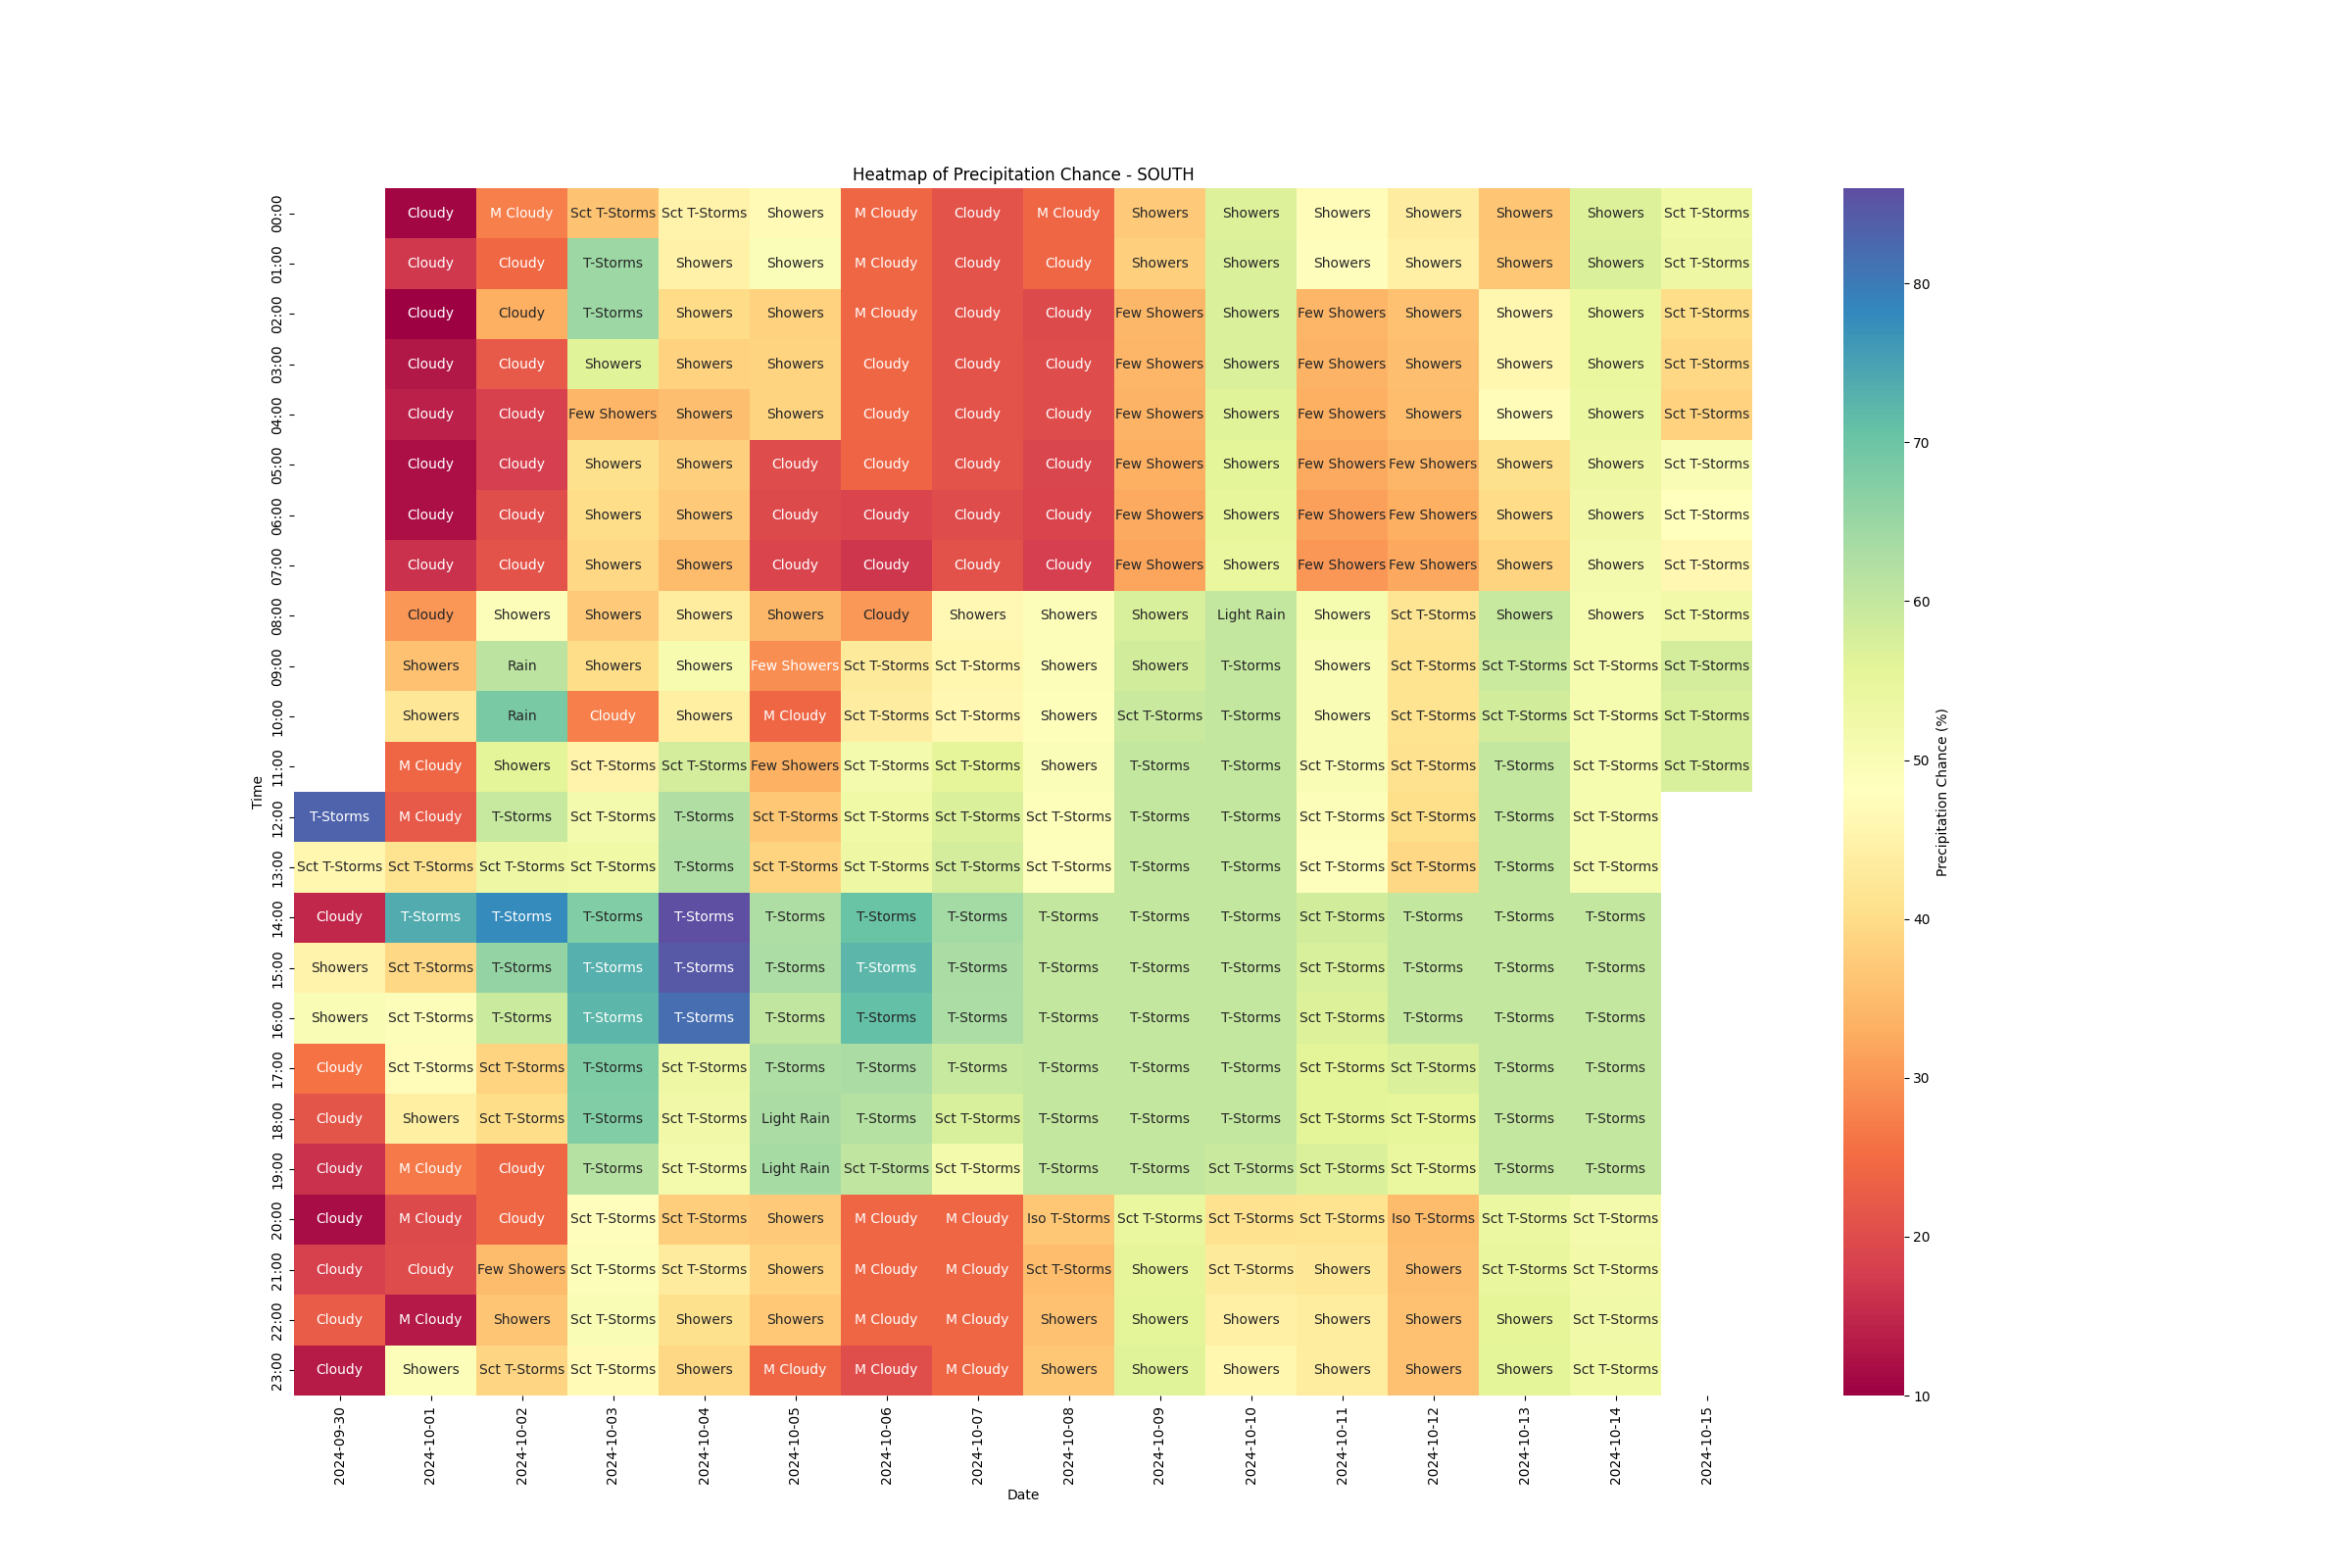 Heatmap of Precipitation Chance - SOUTH
00:00 Cloudy M Cloudy Sct T-Storms Sct T-Storms Showers M Cloudy Cloudy M Cloudy Showers Showers Showers Showers Showers Showers Sct T-Storms
01:00 Cloudy Cloudy T-Storms Showers Showers M Cloudy Cloudy Cloudy Showers Showers Showers Showers Showers Showers Sct T-Storms
02:00 Cloudy Cloudy T-Storms Showers Showers M Cloudy Cloudy Cloudy Few Showers Showers Few Showers Showers Showers Showers Sct T-Storms
03:00 Cloudy Cloudy Showers Showers Showers Cloudy Cloudy Cloudy Few Showers Showers Few Showers Showers Showers Showers Sct T-Storms
04:00 Cloudy Cloudy Few Showers Showers Showers Cloudy Cloudy Cloudy Few Showers Showers Few Showers Showers Showers Showers Sct T-Storms
05:00 Cloudy Cloudy Showers Showers Cloudy Cloudy Cloudy Cloudy Few Showers Showers Few Showers Few Showers Showers Showers Sct T-Storms
06:00 Cloudy Cloudy Showers Showers Cloudy Cloudy Cloudy Cloudy Few Showers Showers Few Showers Few Showers Showers Showers Sct T-Storms
07:00 Cloudy Cloudy Showers Showers Cloudy Cloudy Cloudy Cloudy Few Showers Showers Few Showers Few Showers Showers Showers Sct T-Storms
08:00 Cloudy Showers Showers Showers Showers Cloudy Showers Showers Showers Light Rain Showers Sct T-Storms Showers Showers Sct T-Storms
09:00 Showers Rain Showers Showers Few Showers Sct T-Storms Sct T-Storms Showers Showers T-Storms Showers Sct T-Storms Sct T-Storms Sct T-Storms Sct T-Storms
10:00 Showers Rain Cloudy Showers M Cloudy Sct T-Storms Sct T-Storms Showers Sct T-Storms T-Storms Showers Sct T-Storms Sct T-Storms Sct T-Storms Sct T-Storms
11:00 M Cloudy Showers Sct T-Storms Sct T-Storms Few Showers Sct T-Storms Sct T-Storms Showers T-Storms T-Storms Sct T-Storms Sct T-Storms T-Storms Sct T-Storms Sct T-Storms
12:00 T-Storms M Cloudy T-Storms Sct T-Storms T-Storms Sct T-Storms Sct T-Storms Sct T-Storms Sct T-Storms T-Storms T-Storms Sct T-Storms Sct T-Storms T-Storms Sct T-Storms
13:00 Sct T-Storms Sct T-Storms Sct T-Storms Sct T-Storms T-Storms Sct T-Storms Sct T-Storms Sct T-Storms Sct T-Storms T-Storms T-Storms Sct T-Storms Sct T-Storms T-Storms Sct T-Storms
14:00 Cloudy T-Storms T-Storms T-Storms T-Storms T-Storms T-Storms T-Storms T-Storms T-Storms T-Storms Sct T-Storms T-Storms T-Storms T-Storms
15:00 Showers Sct T-Storms T-Storms T-Storms T-Storms T-Storms T-Storms T-Storms T-Storms T-Storms T-Storms Sct T-Storms T-Storms T-Storms T-Storms
16:00 Showers Sct T-Storms T-Storms T-Storms T-Storms T-Storms T-Storms T-Storms T-Storms T-Storms T-Storms Sct T-Storms T-Storms T-Storms T-Storms
17:00 Cloudy Sct T-Storms Sct T-Storms T-Storms Sct T-Storms T-Storms T-Storms T-Storms T-Storms T-Storms T-Storms Sct T-Storms Sct T-Storms T-Storms T-Storms
18:00 Cloudy Showers Sct T-Storms T-Storms Sct T-Storms Light Rain T-Storms Sct T-Storms T-Storms T-Storms T-Storms Sct T-Storms Sct T-Storms T-Storms T-Storms
19:00 Cloudy M Cloudy Cloudy T-Storms Sct T-Storms Light Rain Sct T-Storms Sct T-Storms T-Storms T-Storms Sct T-Storms Sct T-Storms Sct T-Storms T-Storms T-Storms
20:00 Cloudy M Cloudy Cloudy Sct T-Storms Sct T-Storms Showers M Cloudy M Cloudy Iso T-Storms Sct T-Storms Sct T-Storms Sct T-Storms Iso T-Storms Sct T-Storms Sct T-Storms
21:00 Cloudy Cloudy Few Showers Sct T-Storms Sct T-Storms Showers M Cloudy M Cloudy Sct T-Storms Showers Sct T-Storms Showers Showers Sct T-Storms Sct T-Storms
22:00 Cloudy M Cloudy Showers Sct T-Storms Showers Showers M Cloudy M Cloudy Showers Showers Showers Showers Showers Showers Sct T-Storms
23:00 Cloudy Showers Sct T-Storms Sct T-Storms Showers M Cloudy M Cloudy M Cloudy Showers Showers Showers Showers Showers Showers Sct T-Storms
Time
2024-09-30 2024-10-01 2024-10-02 2024-10-03 2024-10-04 2024-10-05 2024-10-06 2024-10-07 2024-10-08 2024-10-09 2024-10-10 2024-10-11 2024-10-12 2024-10-13 2024-10-14 2024-10-15
Date
80
70
60
50
40
30
20
10
Precipitation Chance (%)